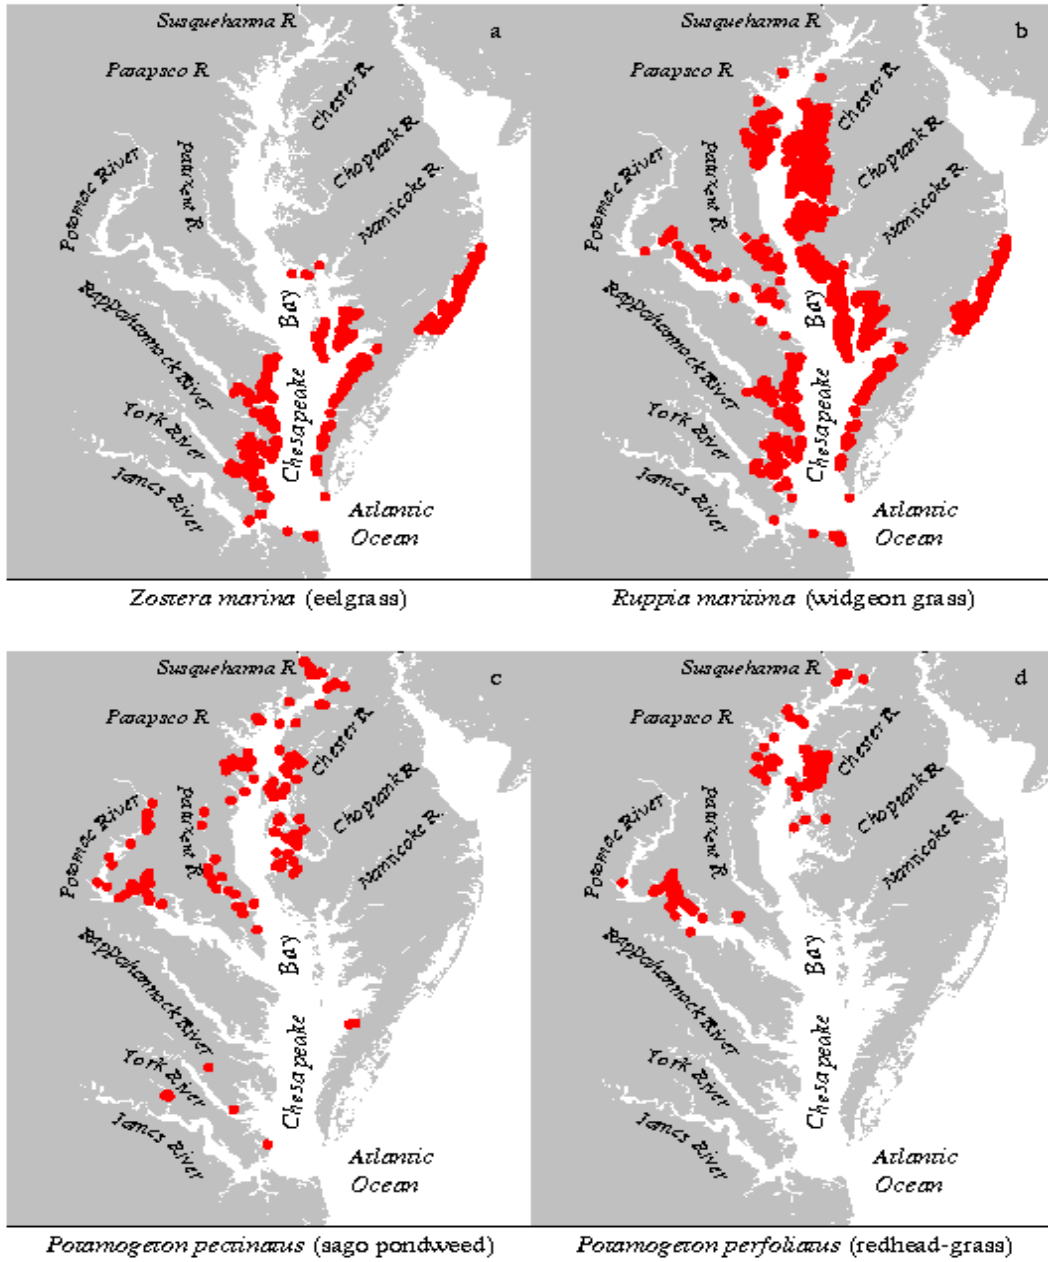 Susquehanna R.
a
Patapsco R.
Chester R.
Choptank R.
Nannicoke R.
Potomac River
Patuxent R.
Rappahannock River
York River
James River
Chesapeake Bay
Atlantic
Ocean
Zostera marina (eelgrass)
Susquehanna R.
b
Patapsco R.
Chester R.
Choptank R.
Nannicoke R.
Potomac River
Patuxent R.
Rappahannock River
York River
James River
Chesapeake Bay
Atlantic
Ocean
Ruppia maritima (widgeon grass)
Susquehanna R.
c
Patapsco R.
Chester R.
Choptank R.
Nannicoke R.
Potomac River
Patuxent R.
Rappahannock River
York River
James River
Chesapeake Bay
Atlantic
Ocean
Potamogeton pectinatus (sago pondweed)
Susquehanna R.
d
Patapsco R.
Chester R.
Choptank R.
Nannicoke R.
Potomac River
Patuxent R.
Rappahannock River
York River
James River
Chesapeake Bay
Atlantic
Ocean
Potamogeton perfoliatus (redhead-grass)